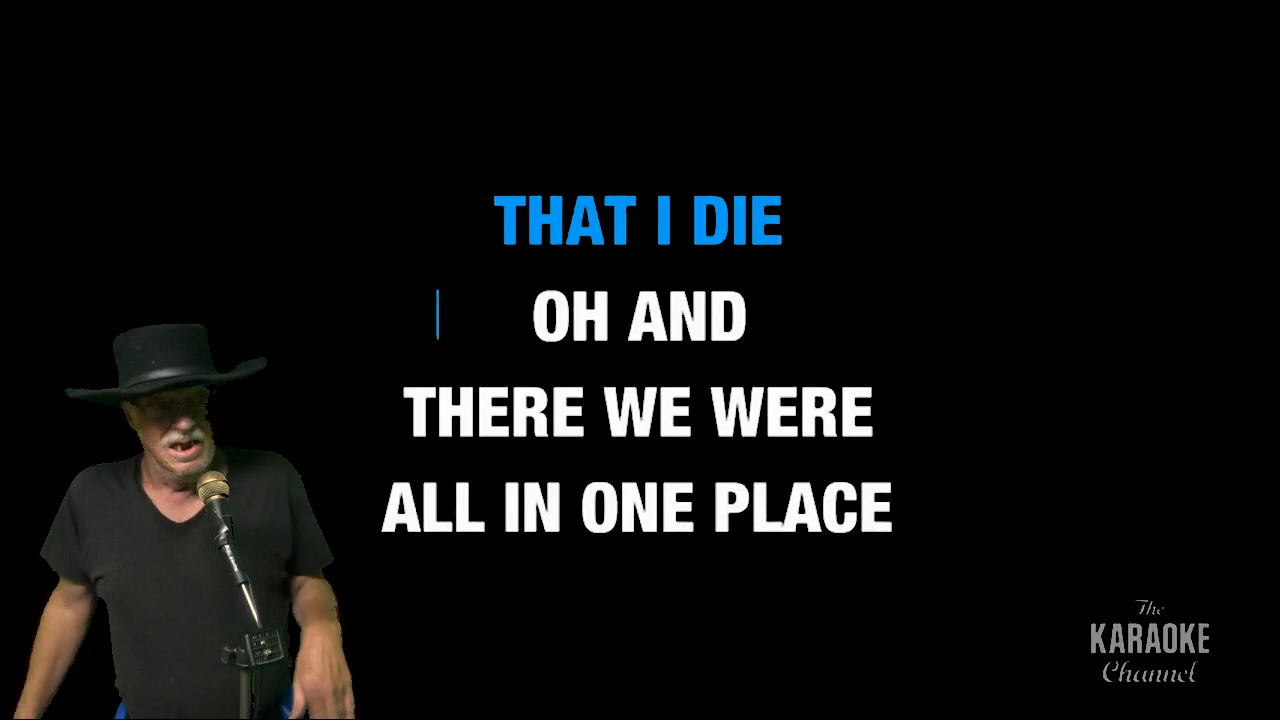 THAT I DIE
OH AND
THERE WE WERE
ALL IN ONE PLACE
The
KARAOKE
Channel